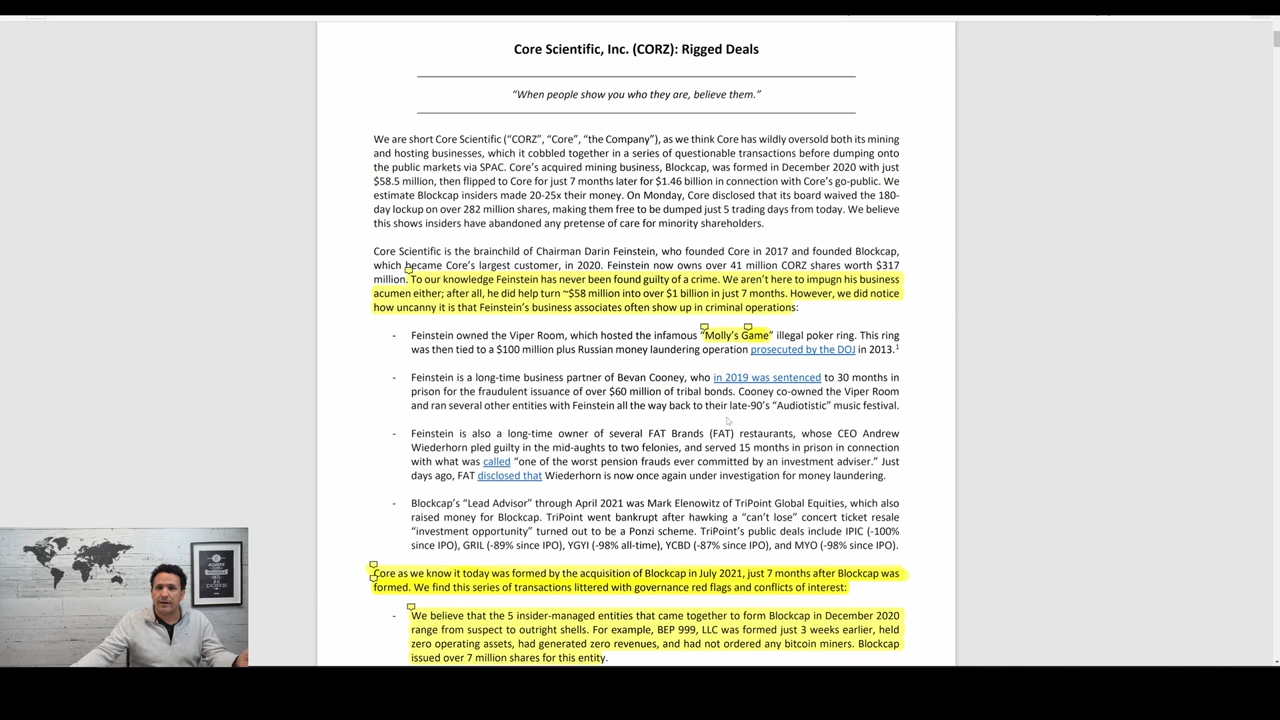 Core Scientific, Inc. (CORZ): Rigged Deals
“When people show you who they are, believe them.”
We are short Core Scientific (“CORZ”, “Core”, “the Company”), as we think Core has wildly oversold both its mining
and hosting businesses, which it cobbled together in a series of questionable transactions before dumping onto
the public markets via SPAC. Core’s acquired mining business, Blockcap, was formed in December 2020 with just
$58.5 million, then flipped to Core for just 7 months later for $1.46 billion in connection with Core’s go-public. We
estimate Blockcap insiders made 20-25x their money. On Monday, Core disclosed that its board waived the 180-
day lockup on over 282 million shares, making them free to be dumped just 5 trading days from today. We believe
this shows insiders have abandoned any pretense of care for minority shareholders.
Core Scientific is the brainchild of Chairman Darin Feinstein, who founded Core in 2017 and founded Blockcap,
which became Core’s largest customer, in 2020. Feinstein now owns over 41 million CORZ shares worth $317
million. To our knowledge Feinstein has never been found guilty of a crime. We aren’t here to impugn his business
acumen either; after all, he did help turn ~$58 million into over $1 billion in just 7 months. However, we did notice
how uncanny it is that Feinstein’s business associates often show up in criminal operations:
- Feinstein owned the Viper Room, which hosted the infamous “Molly’s Game” illegal poker ring. This ring
was then tied to a $100 million plus Russian money laundering operation prosecuted by the DOJ in 2013.¹
- Feinstein is a long-time business partner of Bevan Cooney, who in 2019 was sentenced to 30 months in
prison for the fraudulent issuance of over $60 million of tribal bonds. Cooney co-owned the Viper Room
and ran several other entities with Feinstein all the way back to their late-90’s “Audiotistic” music festival.
- Feinstein is also a long-time owner of several FAT Brands (FAT) restaurants, whose CEO Andrew
Wiederhorn pled guilty in the mid-aughts to two felonies, and served 15 months in prison in connection
with what was called “one of the worst pension frauds ever committed by an investment adviser.” Just
days ago, FAT disclosed that Wiederhorn is now once again under investigation for money laundering.
- Blockcap’s “Lead Advisor” through April 2021 was Mark Elenowitz of TriPoint Global Equities, which also
raised money for Blockcap. TriPoint went bankrupt after hawking a “can’t lose” concert ticket resale
“investment opportunity” turned out to be a Ponzi scheme. TriPoint’s public deals include IPIC (-100%
since IPO), GRIL (-89% since IPO), YGYI (-98% all-time), YCBD (-87% since IPO), and MYO (-98% since IPO).
Core as we know it today was formed by the acquisition of Blockcap in July 2021, just 7 months after Blockcap was
formed. We find this series of transactions littered with governance red flags and conflicts of interest:
- We believe that the 5 insider-managed entities that came together to form Blockcap in December 2020
range from suspect to outright shells. For example, BEP 999, LLC was formed just 3 weeks earlier, held
zero operating assets, had generated zero revenues, and had not ordered any bitcoin miners. Blockcap
issued over 7 million shares for this entity.